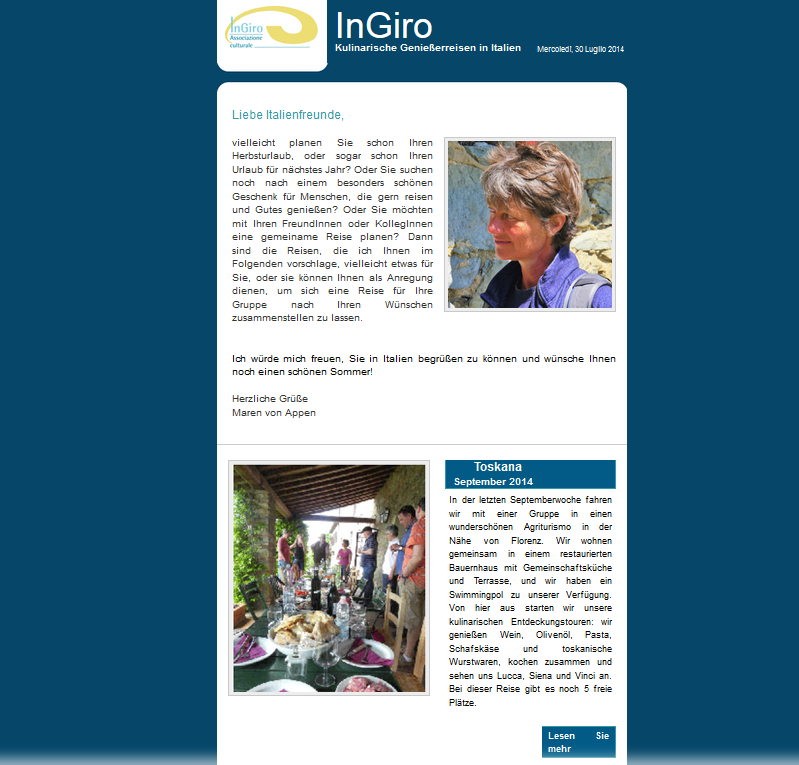 InGiro
Associazione
culturale
InGiro
Kulinarische Genießerreisen in Italien
Mercoledí, 30 Luglio 2014
Liebe Italienfreunde,
vielleicht planen Sie schon Ihren
Herbsturlaub, oder sogar schon Ihren
Urlaub für nächstes Jahr? Oder Sie suchen
noch nach einem besonders schönen
Geschenk für Menschen, die gern reisen
und Gutes genießen? Oder Sie möchten
mit Ihren FreundInnen oder KollegInnen
eine gemeiname Reise planen? Dann
sind die Reisen, die ich Ihnen im
Folgenden vorschlage, vielleicht etwas für
Sie, oder sie können Ihnen als Anregung
dienen, um sich eine Reise für Ihre
Gruppe nach Ihren Wünschen
zusammenstellen zu lassen.
Ich würde mich freuen, Sie in Italien begrüßen zu können und wünsche Ihnen
noch einen schönen Sommer!
Herzliche Grüße
Maren von Appen
Toskana
September 2014
In der letzten Septemberwoche fahren
wir mit einer Gruppe in einen
wunderschönen Agriturismo in der
Nähe von Florenz. Wir wohnen
gemeinsam in einem restaurierten
Bauernhaus mit Gemeinschaftsküche
und Terrasse, und wir haben ein
Swimmingpol zu unserer Verfügung.
Von hier aus starten wir unsere
kulinarischen Entdeckungstouren: wir
genießen Wein, Olivenöl, Pasta,
Schafskäse und toskanische
Wurstwaren, kochen zusammen und
sehen uns Lucca, Siena und Vinci an.
Bei dieser Reise gibt es noch 5 freie
Plätze.
Lesen Sie
mehr